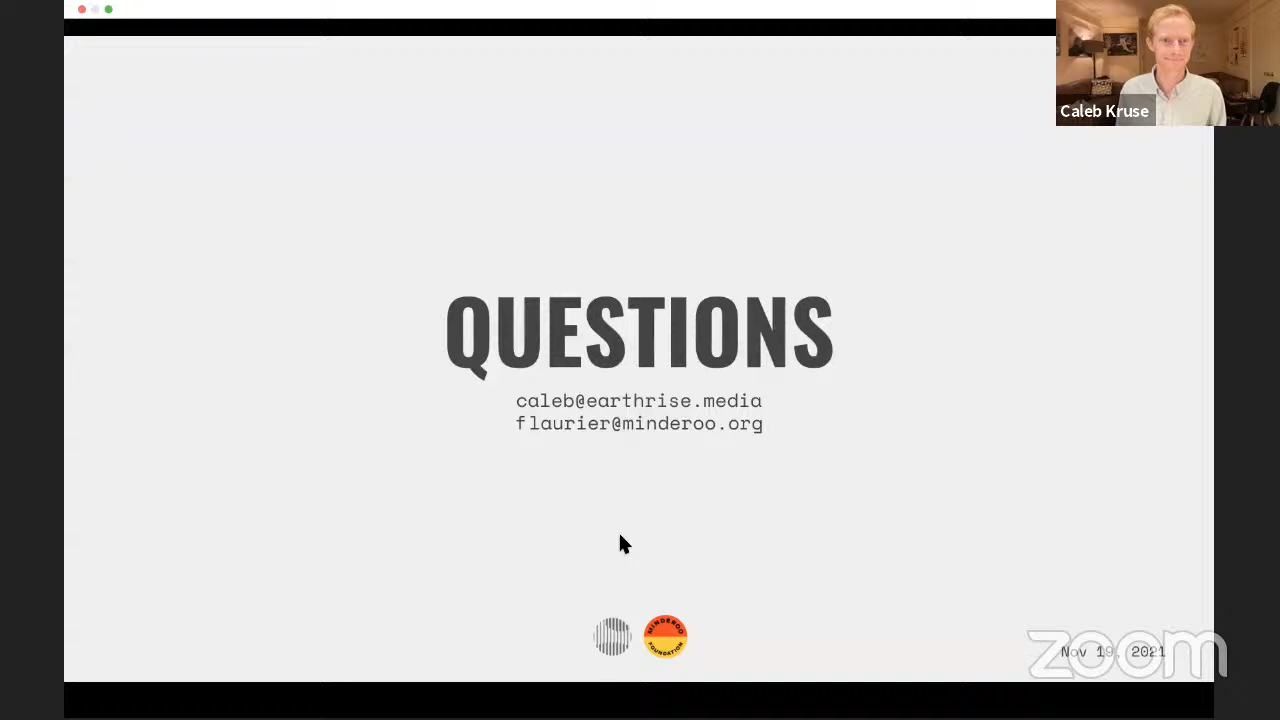 Caleb Kruse
QUESTIONS
caleb@earthrise.media
flaurier@minderoo.org
MINDEROO
FOUNDATION
Nov 19, 2021
zoom